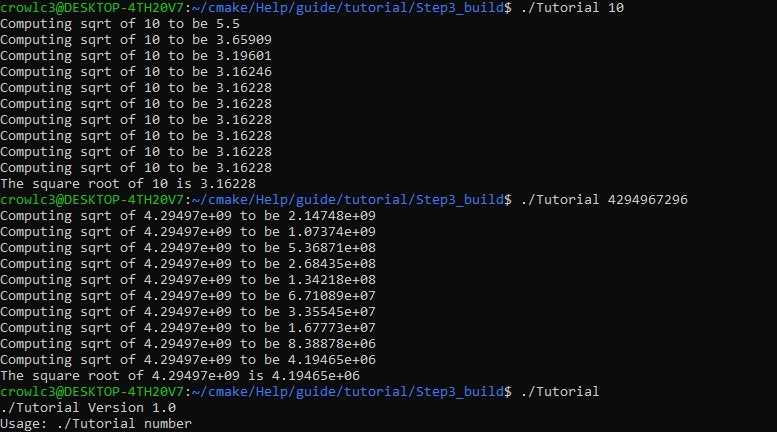 crowlc3@DESKTOP-4TH20V7:~/cmake/Help/guide/tutorial/Step3_build$ ./Tutorial 10
Computing sqrt of 10 to be 5.5
Computing sqrt of 10 to be 3.65909
Computing sqrt of 10 to be 3.19601
Computing sqrt of 10 to be 3.16246
Computing sqrt of 10 to be 3.16228
Computing sqrt of 10 to be 3.16228
Computing sqrt of 10 to be 3.16228
Computing sqrt of 10 to be 3.16228
Computing sqrt of 10 to be 3.16228
Computing sqrt of 10 to be 3.16228
The square root of 10 is 3.16228
crowlc3@DESKTOP-4TH20V7:~/cmake/Help/guide/tutorial/Step3_build$ ./Tutorial 4294967296
Computing sqrt of 4.29497e+09 to be 2.14748e+09
Computing sqrt of 4.29497e+09 to be 1.07374e+09
Computing sqrt of 4.29497e+09 to be 5.36871e+08
Computing sqrt of 4.29497e+09 to be 2.68435e+08
Computing sqrt of 4.29497e+09 to be 1.34218e+08
Computing sqrt of 4.29497e+09 to be 6.71089e+07
Computing sqrt of 4.29497e+09 to be 3.35545e+07
Computing sqrt of 4.29497e+09 to be 1.67773e+07
Computing sqrt of 4.29497e+09 to be 8.38878e+06
Computing sqrt of 4.29497e+09 to be 4.19465e+06
The square root of 4.29497e+09 is 4.19465e+06
crowlc3@DESKTOP-4TH20V7:~/cmake/Help/guide/tutorial/Step3_build$ ./Tutorial
./Tutorial Version 1.0
Usage: ./Tutorial number